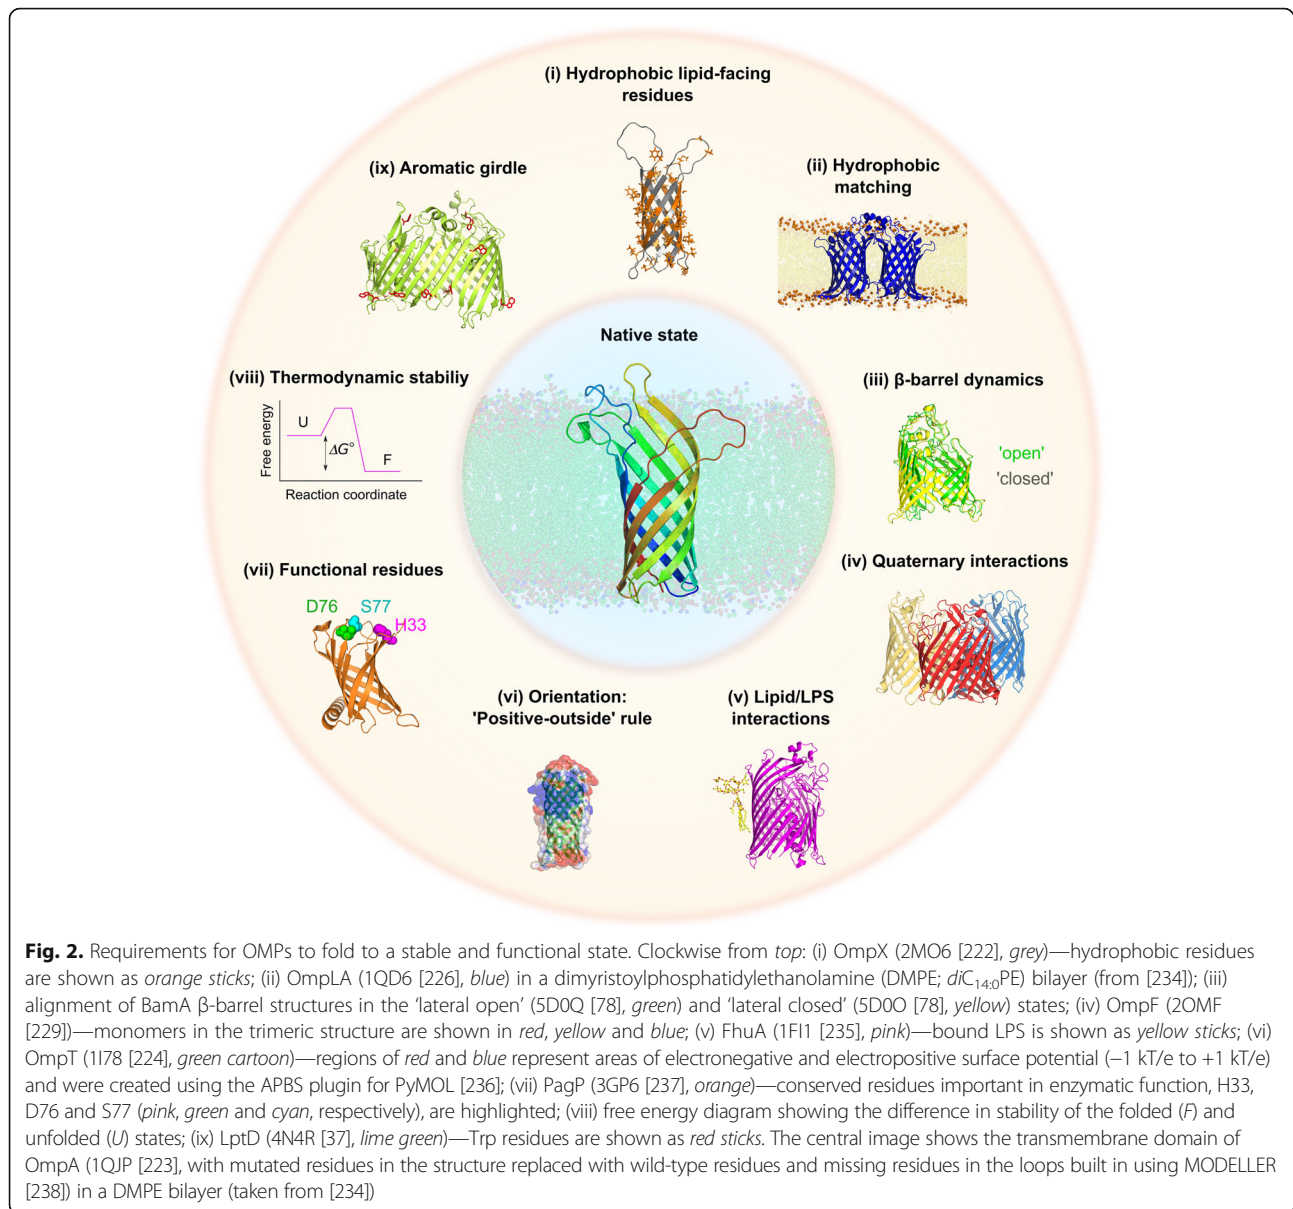 (i) Hydrophobic lipid-facing
residues
(ii) Hydrophobic
matching
(iii) β-barrel dynamics
'open'
'closed'
(iv) Quaternary interactions
(v) Lipid/LPS
interactions
(vi) Orientation:
'Positive-outside' rule
(vii) Functional residues
D76
S77
H33
(viii) Thermodynamic stabiliy
Free energy
U
ΔG°
F
Reaction coordinate
(ix) Aromatic girdle
Native state
Fig. 2. Requirements for OMPs to fold to a stable and functional state. Clockwise from top: (i) OmpX (2MO6 [222], grey)—hydrophobic residues
are shown as orange sticks; (ii) OmpLA (1QD6 [226], blue) in a dimyristoylphosphatidylethanolamine (DMPE; diC14:0PE) bilayer (from [234]); (iii)
alignment of BamA β-barrel structures in the ‘lateral open’ (5D0Q [78], green) and ‘lateral closed’ (5D0O [78], yellow) states; (iv) OmpF (2OMF
[229])—monomers in the trimeric structure are shown in red, yellow and blue; (v) FhuA (1FI1 [235], pink)—bound LPS is shown as yellow sticks; (vi)
OmpT (1I78 [224], green cartoon)—regions of red and blue represent areas of electronegative and electropositive surface potential (−1 kT/e to +1 kT/e)
and were created using the APBS plugin for PyMOL [236]; (vii) PagP (3GP6 [237], orange)—conserved residues important in enzymatic function, H33,
D76 and S77 (pink, green and cyan, respectively), are highlighted; (viii) free energy diagram showing the difference in stability of the folded (F) and
unfolded (U) states; (ix) LptD (4N4R [37], lime green)—Trp residues are shown as red sticks. The central image shows the transmembrane domain of
OmpA (1QJP [223], with mutated residues in the structure replaced with wild-type residues and missing residues in the loops built in using MODELLER
[238]) in a DMPE bilayer (taken from [234])